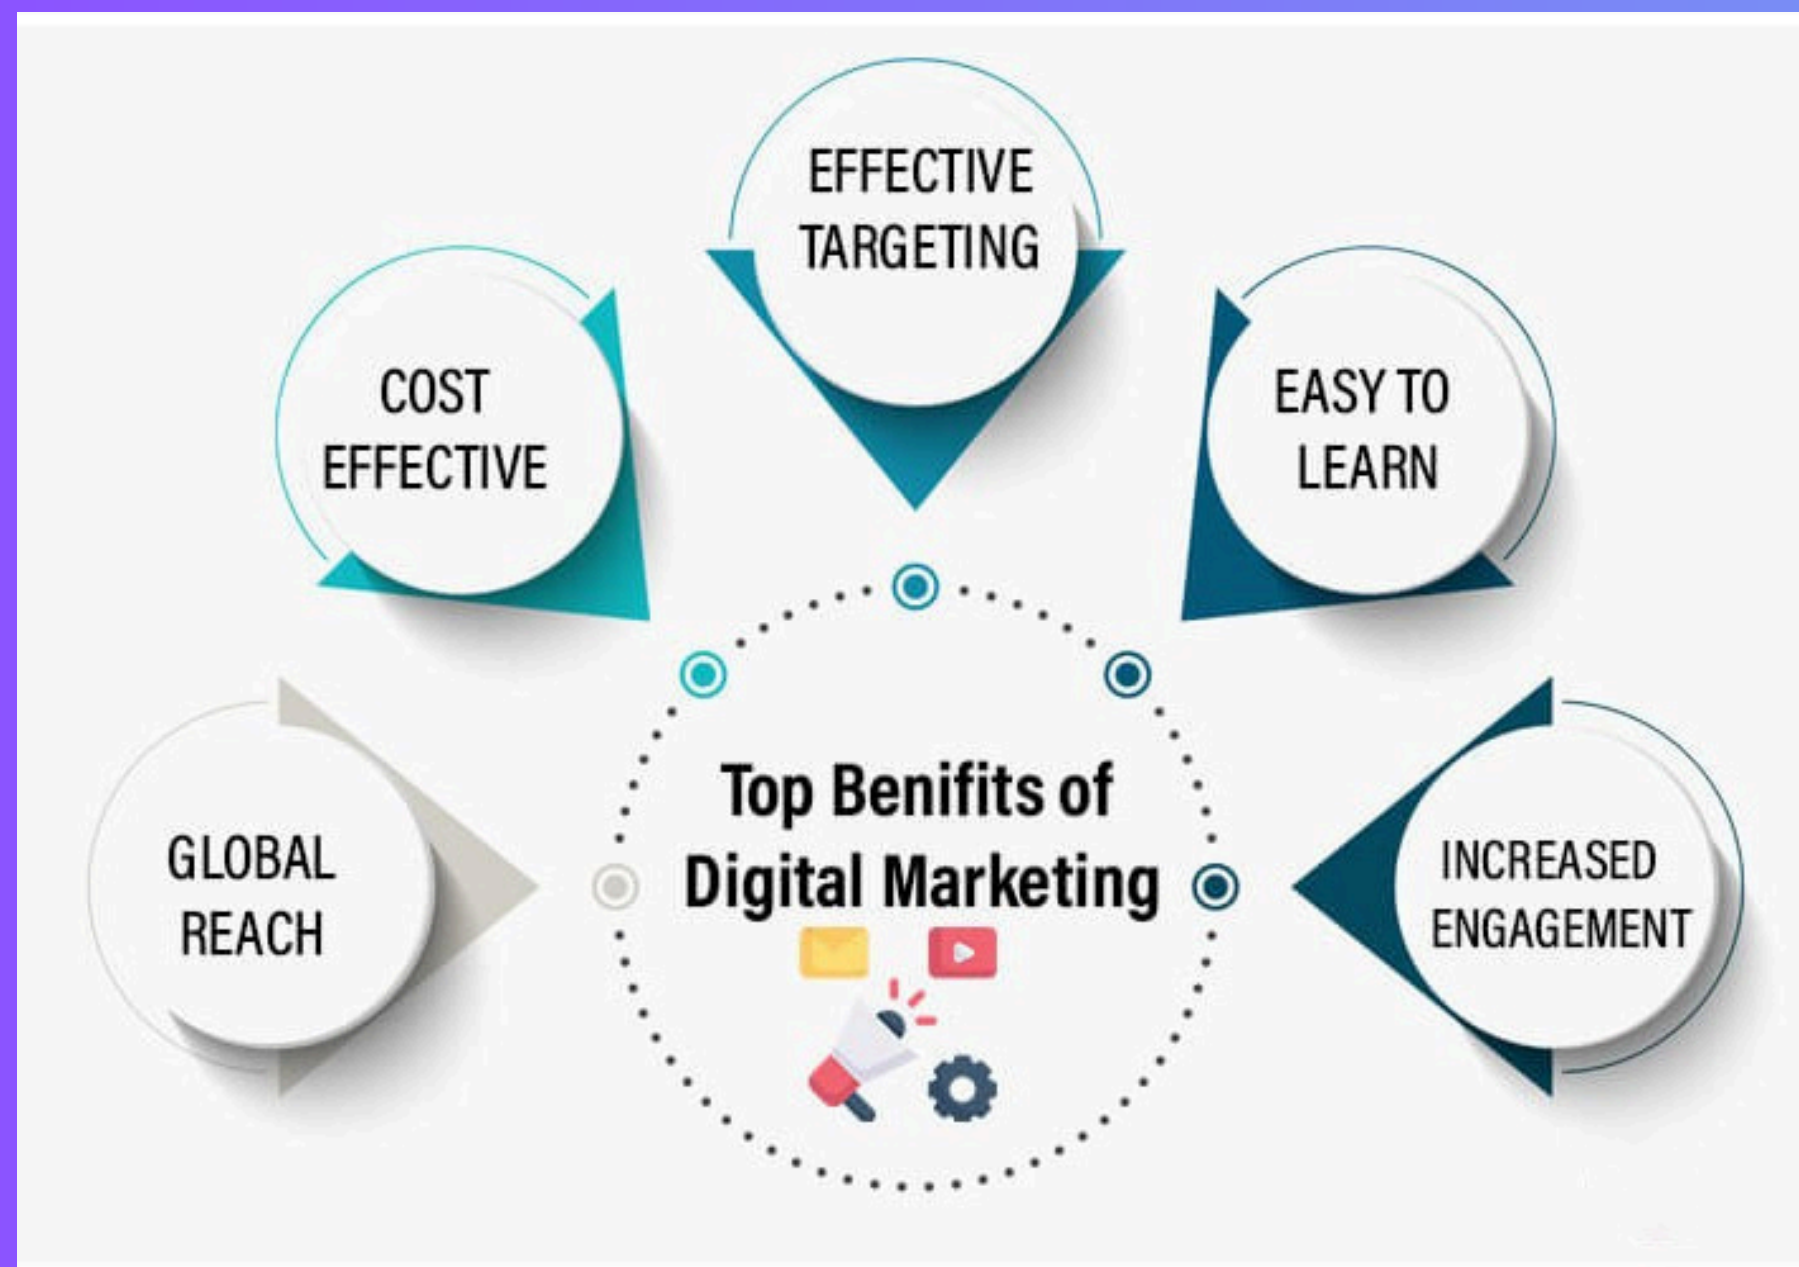 EFFECTIVE
TARGETING
COST
EFFECTIVE
EASY TO
LEARN
GLOBAL
REACH
Top Benifits of
Digital Marketing
INCREASED
ENGAGEMENT